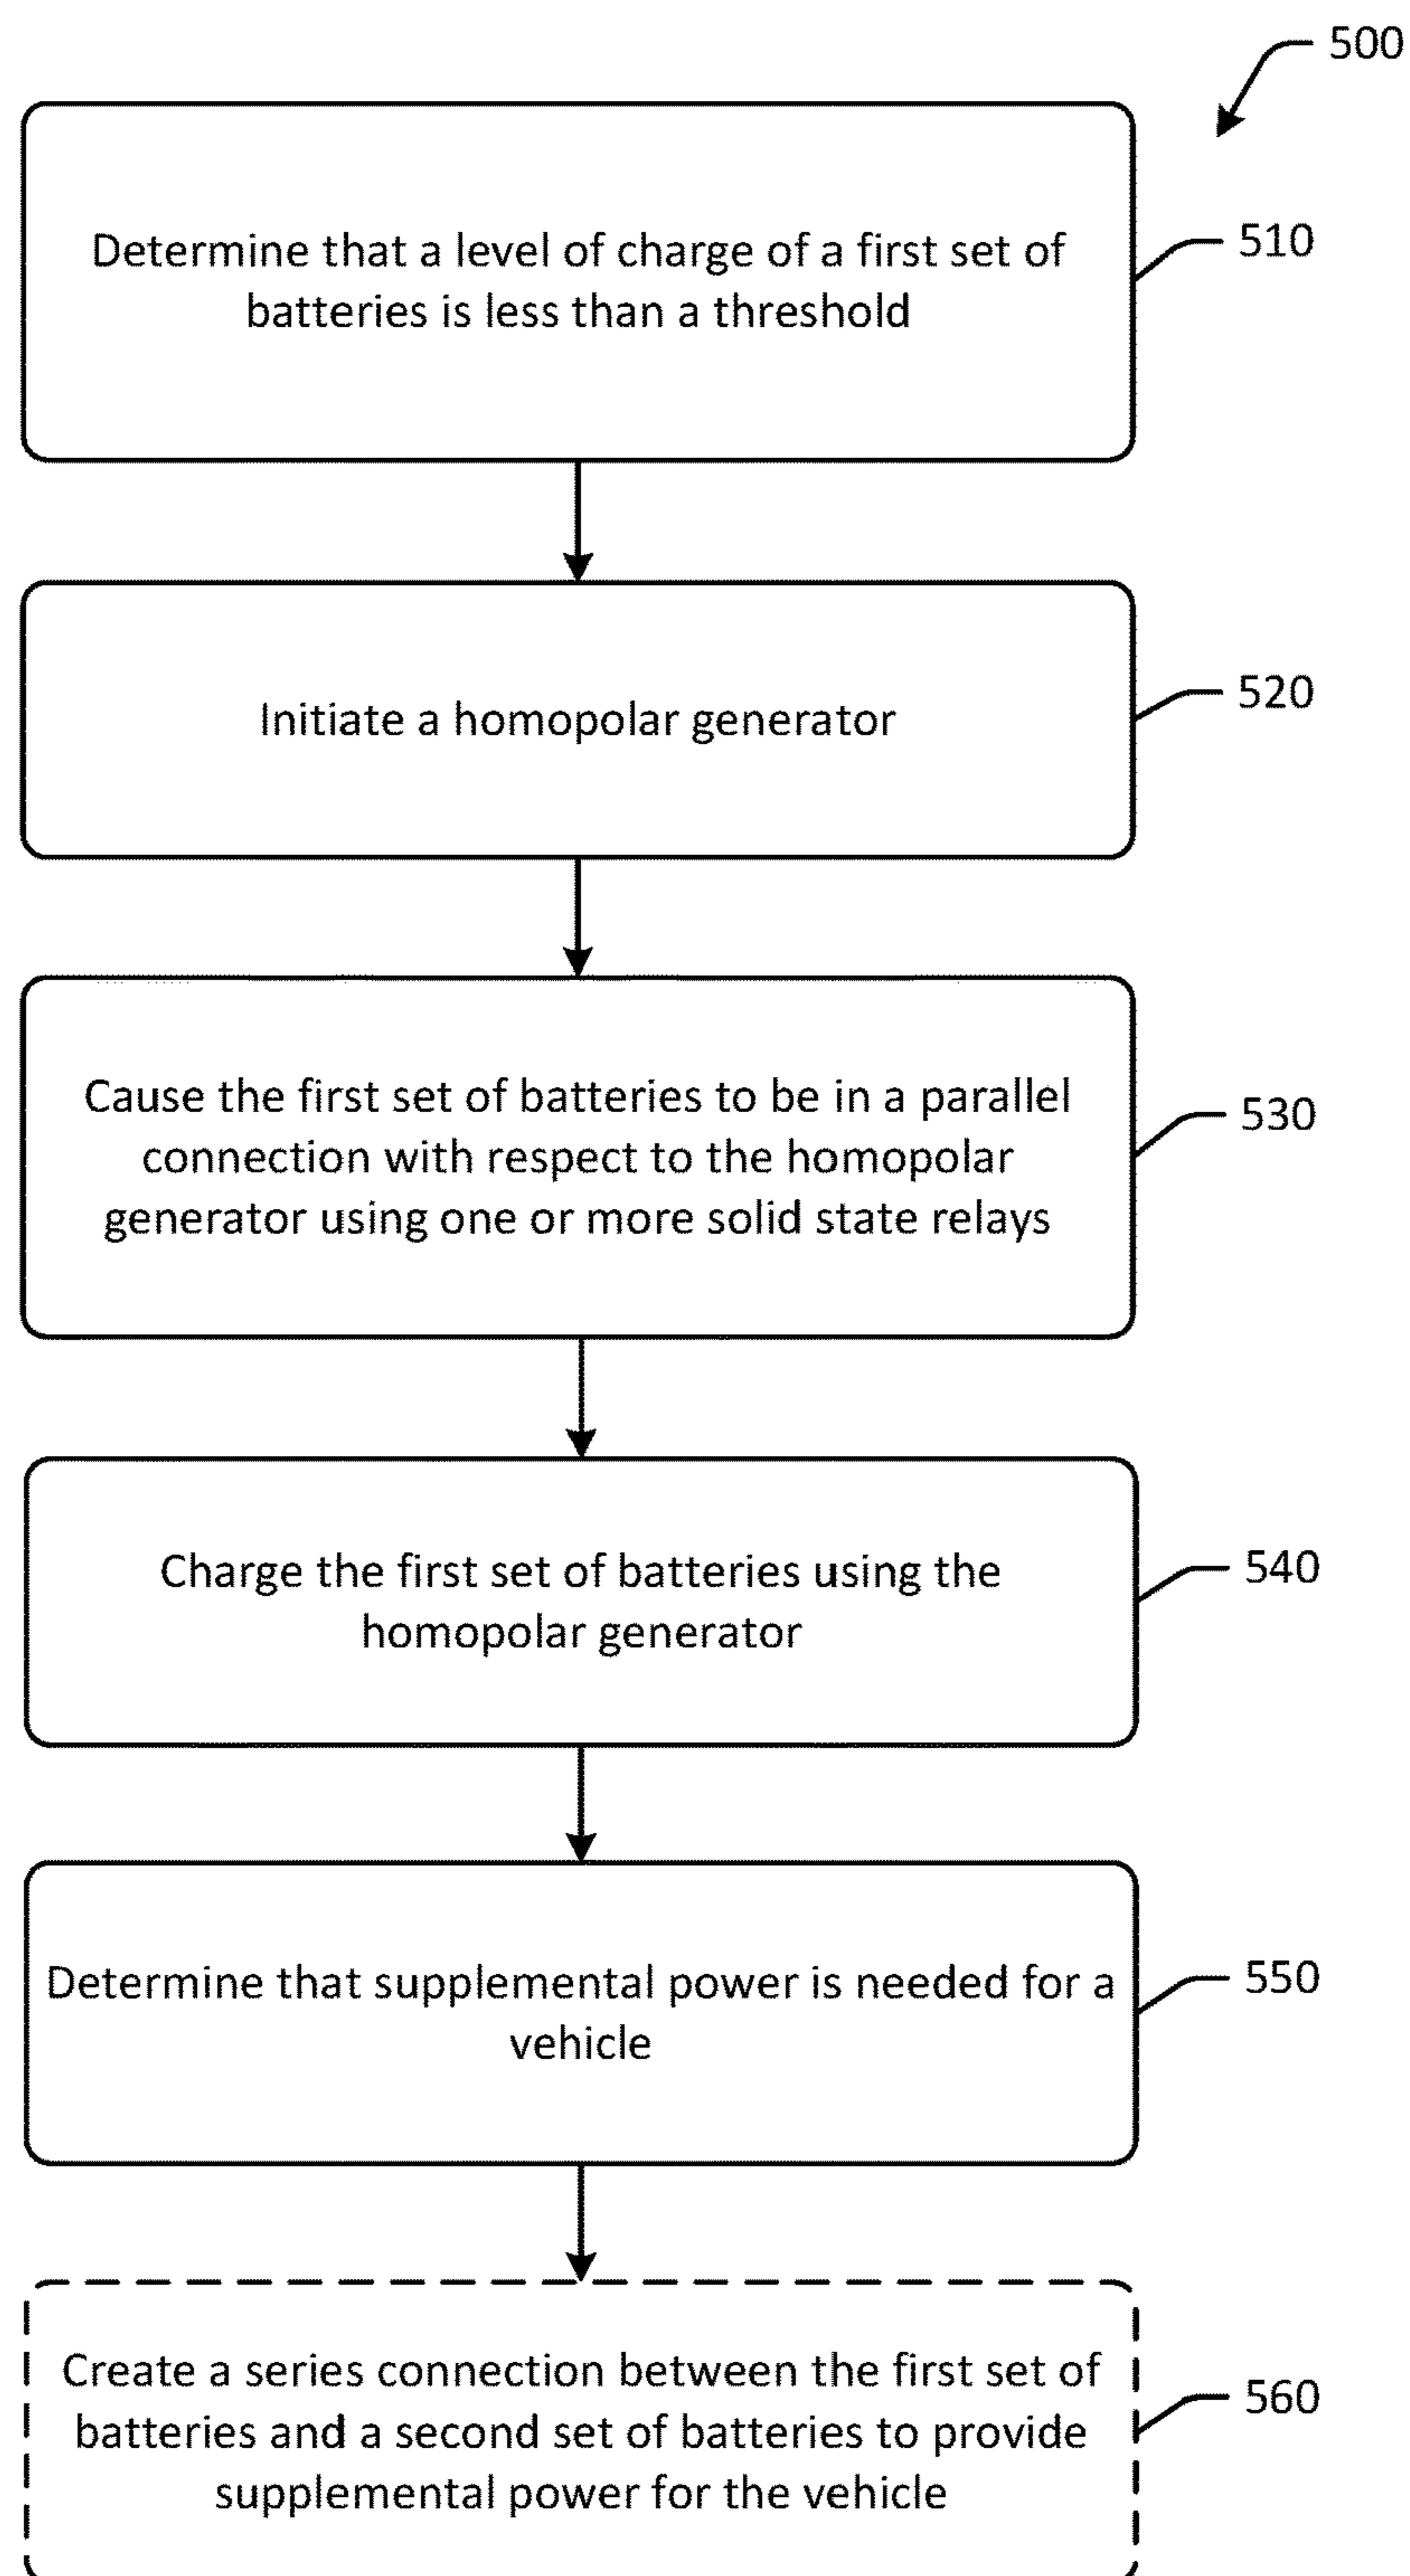 500
Determine that a level of charge of a first set of
batteries is less than a threshold
510
Initiate a homopolar generator
520
Cause the first set of batteries to be in a parallel
connection with respect to the homopolar
generator using one or more solid state relays
530
Charge the first set of batteries using the
homopolar generator
540
Determine that supplemental power is needed for a
vehicle
550
Create a series connection between the first set of
batteries and a second set of batteries to provide
supplemental power for the vehicle
560